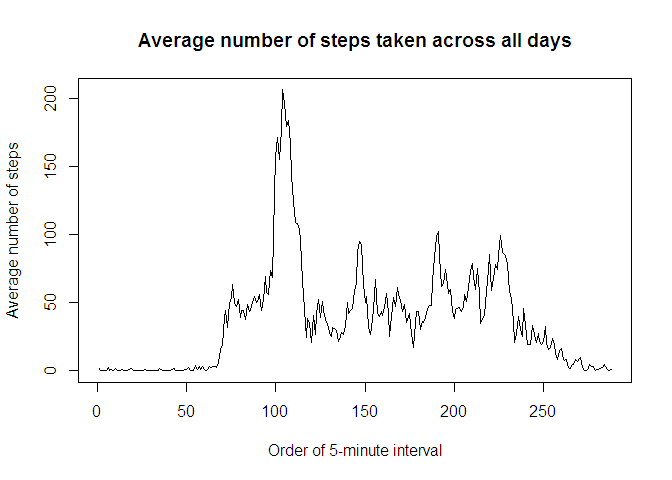 Average number of steps taken across all days
Average number of steps
200
150
100
50
0
0 50 100 150 200 250
Order of 5-minute interval